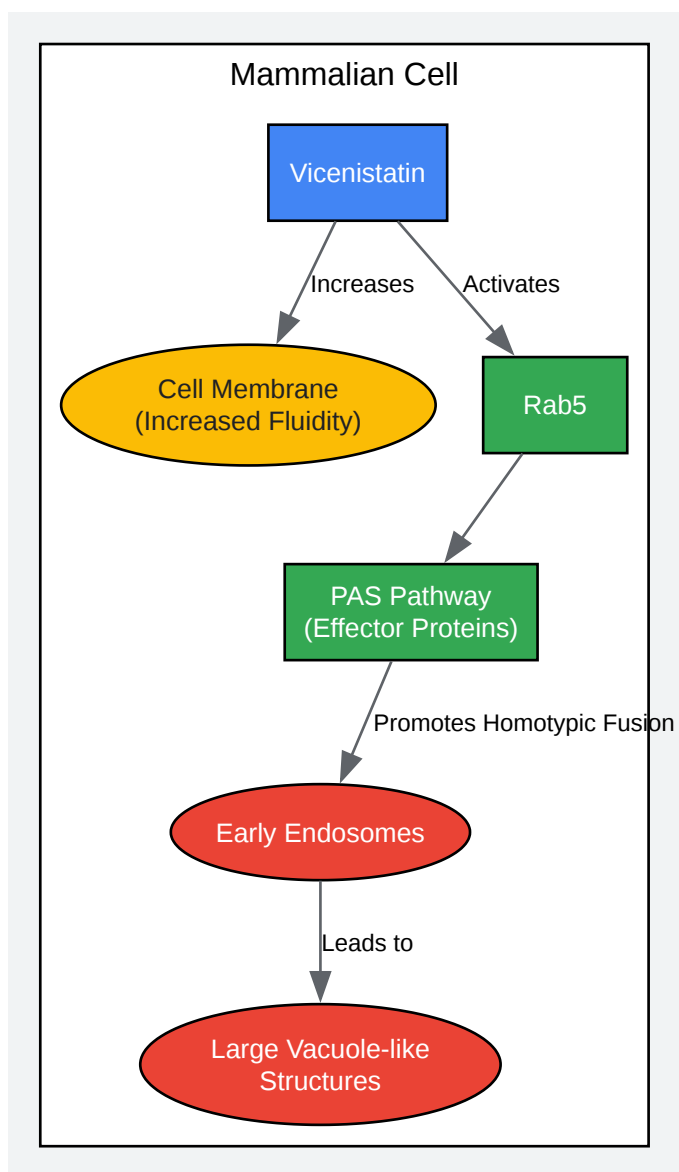 Mammalian Cell
Vicenistatin
Increases
Activates
Cell Membrane
(Increased Fluidity)
Rab5
PAS Pathway
(Effector Proteins)
Promotes Homotypic Fusion
Early Endosomes
Leads to
Large Vacuole-like
Structures